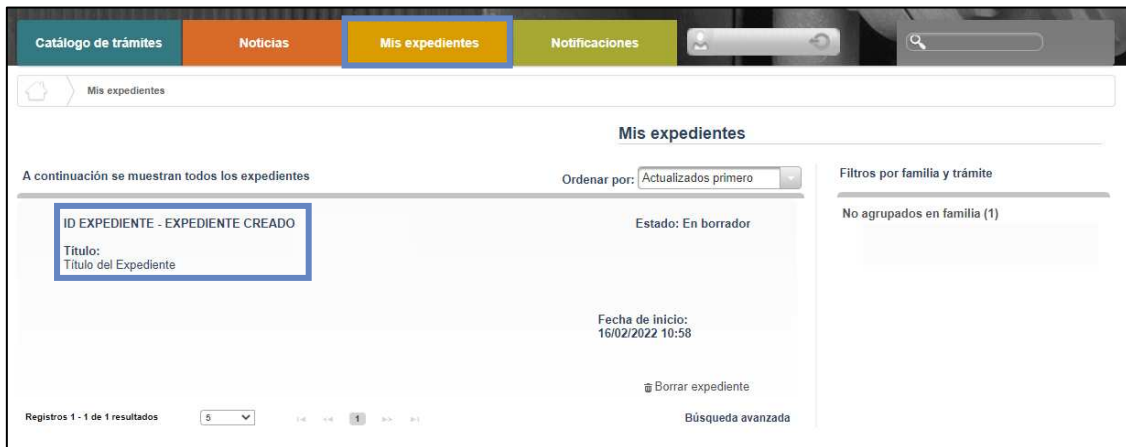 Catálogo de trámites
Noticias
Mis expedientes
Notificaciones
Mis expedientes
Mis expedientes
A continuación se muestran todos los expedientes
Ordenar por: Actualizados primero
Filtros por familia y trámite
ID EXPEDIENTE - EXPEDIENTE CREADO
Estado: En borrador
No agrupados en familia (1)
Título:
Título del Expediente
Fecha de inicio:
16/02/2022 10:58
Borrar expediente
Registros 1 - 1 de 1 resultados
5
1
Búsqueda avanzada